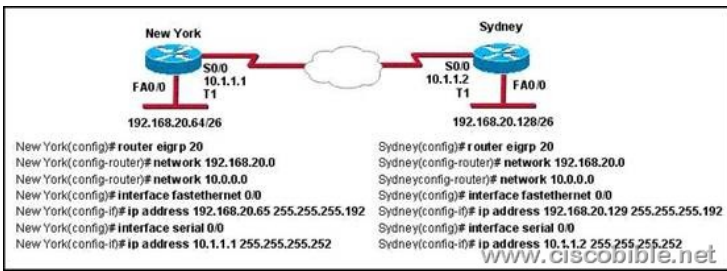 New York
Sydney
S0/0
10.1.1.1
T1
FA0/0
192.168.20.64/26
S0/0
10.1.1.2
T1
FA0/0
192.168.20.128/26
New York(config)# router eigrp 20
New York(config-router)# network 192.168.20.0
New York(config-router)# network 10.0.0.0
New York(config)# interface fastethernet 0/0
New York(config-if)# ip address 192.168.20.65 255.255.255.192
New York(config)# interface serial 0/0
New York(config-if)# ip address 10.1.1.1 255.255.255.252
Sydney(config)# router eigrp 20
Sydney(config-router)# network 192.168.20.0
Sydneyconfig-router)# network 10.0.0.0
Sydney(config)# interface fastethernet 0/0
Sydney(config-if)# ip address 192.168.20.129 255.255.255.192
Sydney(config)# interface serial 0/0
Sydney(config-if)# ip address 10.1.1.2 255.255.255.252
www.ciscobible.net